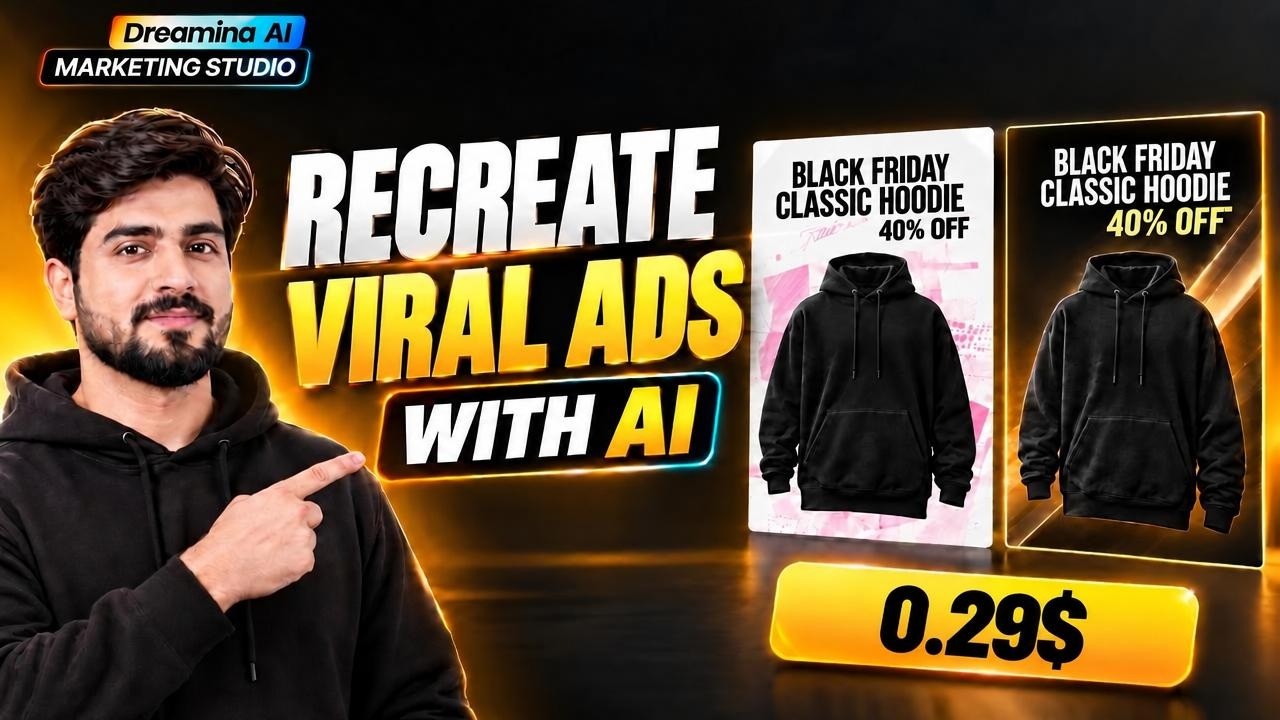 Dreamina AI
MARKETING STUDIO
RECREATE
VIRAL ADS
WITH AI
BLACK FRIDAY
CLASSIC HOODIE
40% OFF
BLACK FRIDAY
CLASSIC HOODIE
40% OFF
0.29$